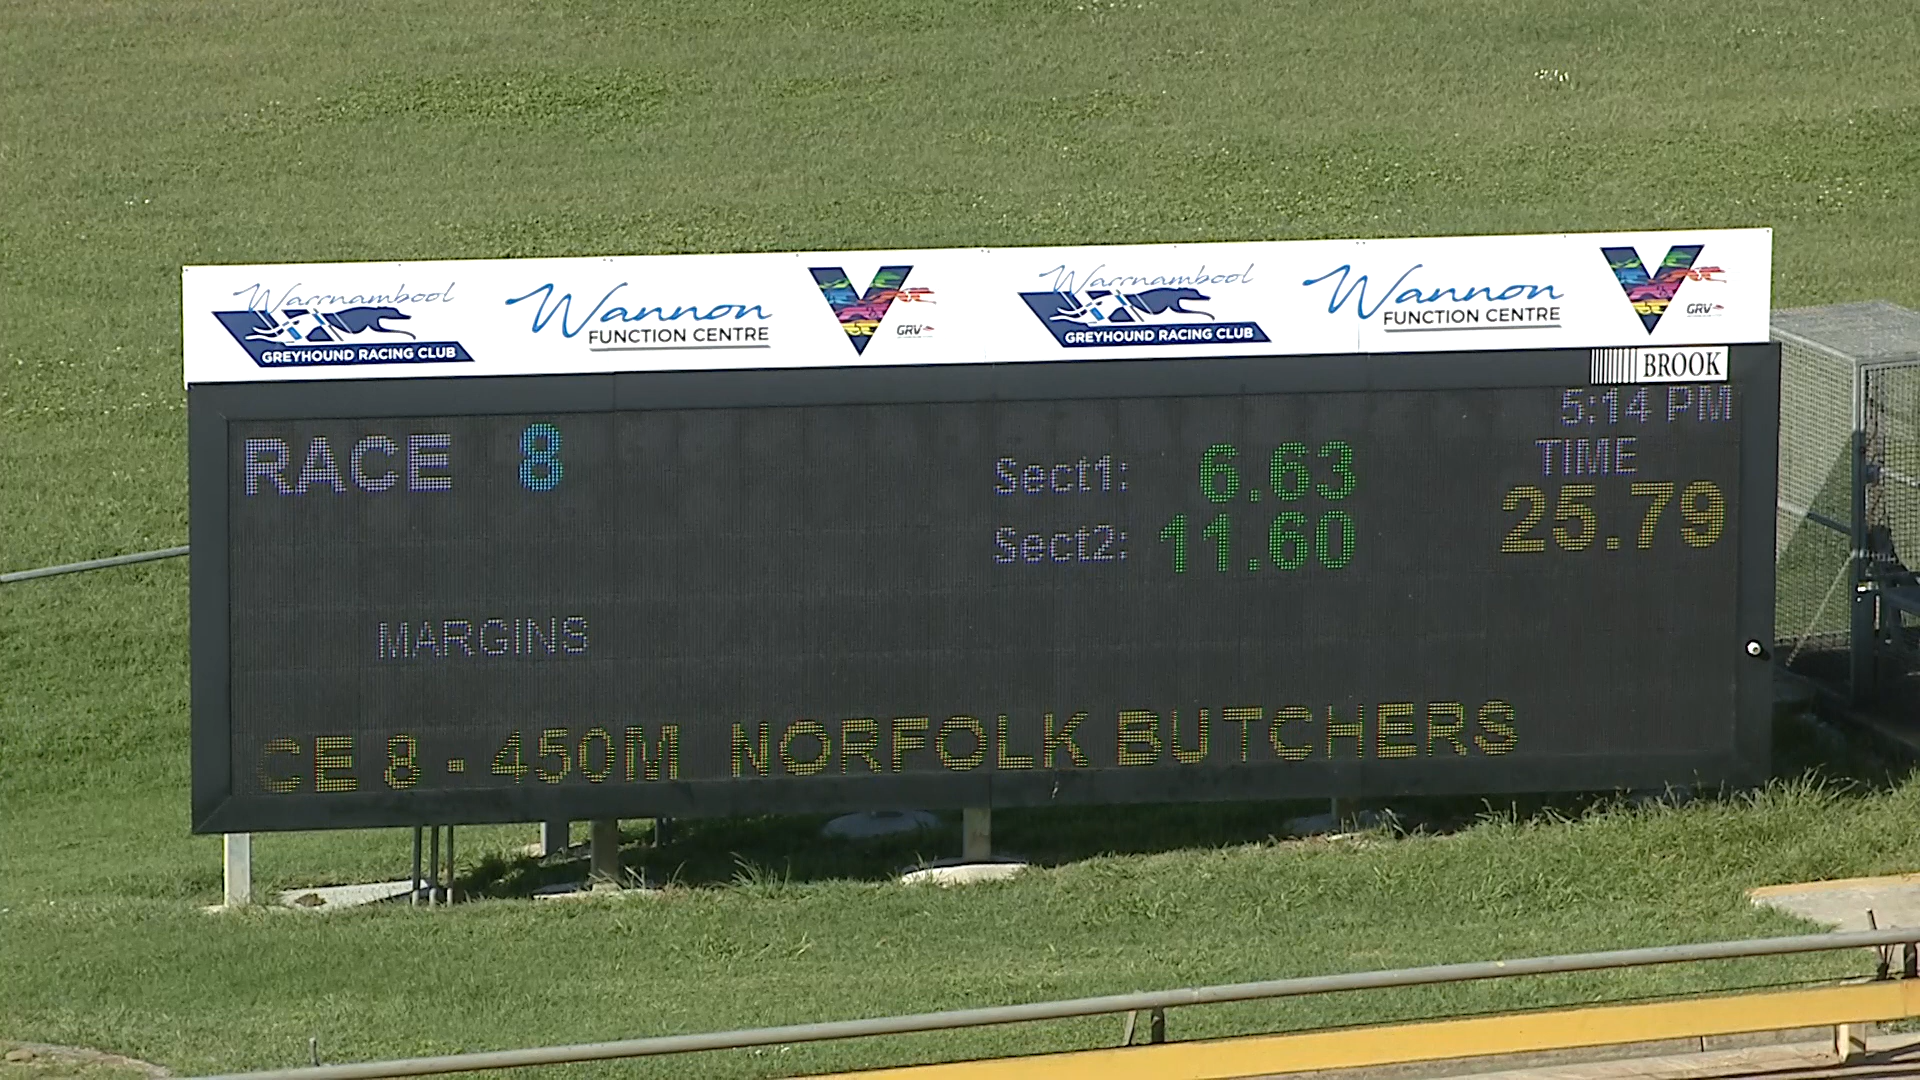 Warrnambool
GREYHOUND RACING CLUB
Wannon
FUNCTION CENTRE
GRV
Warrnambool
GREYHOUND RACING CLUB
Wannon
FUNCTION CENTRE
GRV
BROOK
5:14 PM
RACE 8
Sect1: 6.63
TIME
Sect2: 11.60
25.79
MARGINS
CE 8 - 450M NORFOLK BUTCHERS